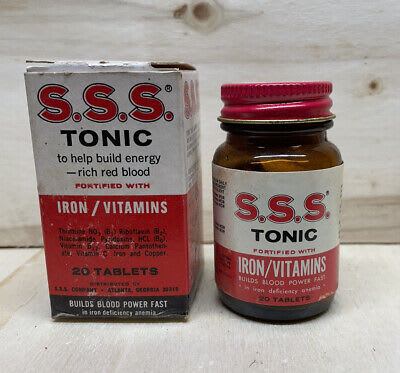 S.S.S.®
TONIC
to help build energy
—rich red blood
FORTIFIED WITH
IRON/VITAMINS
Thiamine NO₃ (B₁) Riboflavin (B₂),
Niacinamide, Pyridoxine, HCL (B₆),
Vitamin B₁₂, Calcium Pantothen-
ate, Vitamin C, Iron and Copper
20 TABLETS
DISTRIBUTED BY
S.S.S. COMPANY - ATLANTA, GEORGIA
BUILDS BLOOD POWER FAST
in iron deficiency anemia
S.S.S.®
TONIC
FORTIFIED WITH
IRON/VITAMINS
BUILDS BLOOD POWER FAST
in iron deficiency anemia
20 TABLETS